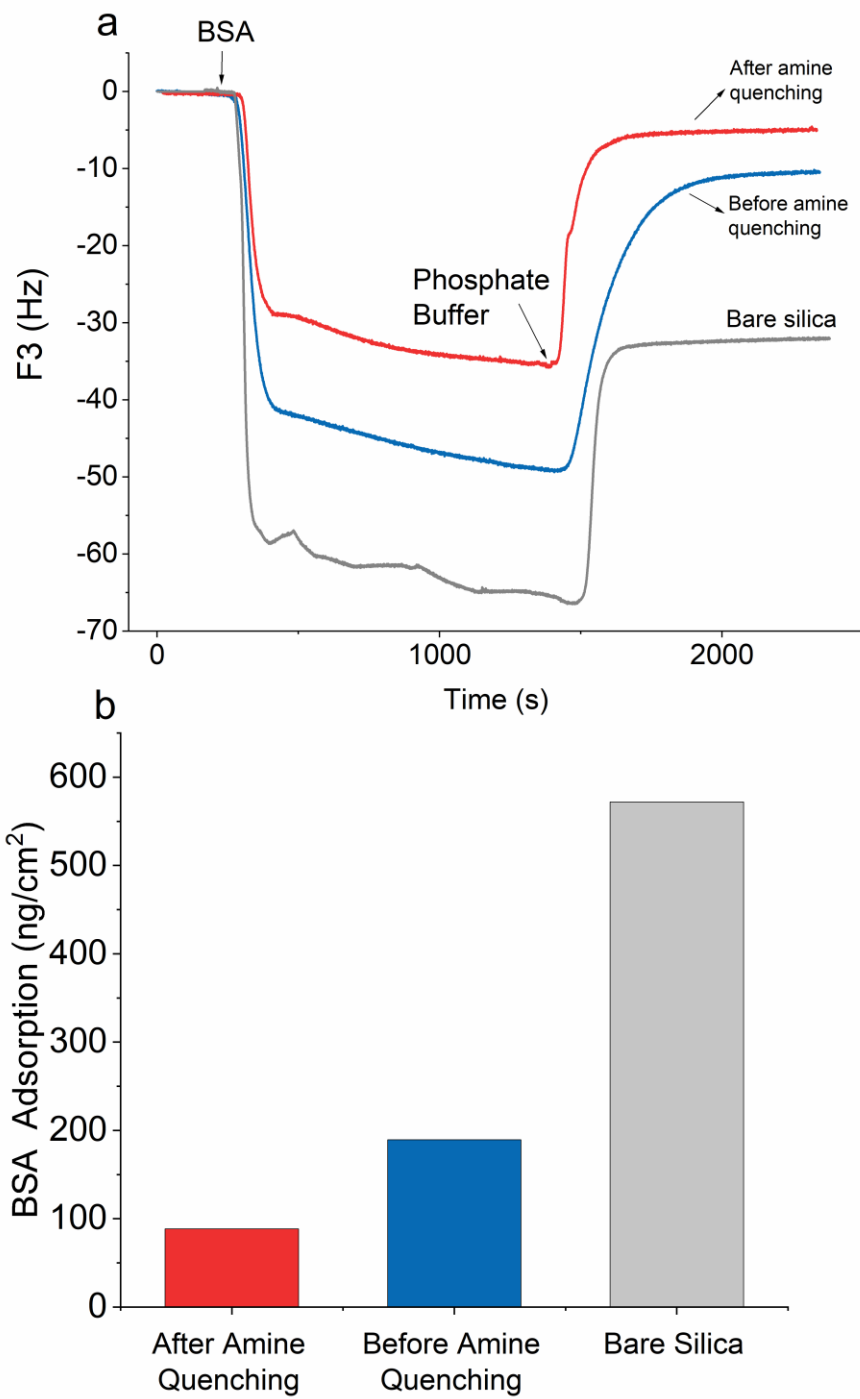 a
BSA
After amine
quenching
0
-10
Before amine
quenching
-20
Phosphate
Buffer
-30
Bare silica
-40
-50
-60
-70
F3 (Hz)
0
1000
2000
Time (s)
b
600
500
400
300
200
100
0
BSA Adsorption (ng/cm²)
After Amine
Quenching
Before Amine
Quenching
Bare Silica